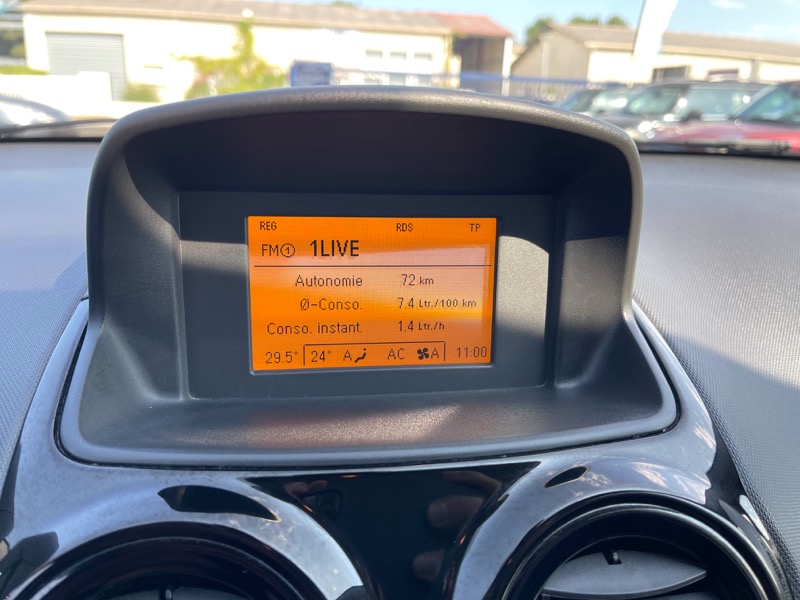 REG RDS TP
FM① 1LIVE
Autonomie 72 km
Ø-Conso. 7.4 Ltr./100 km
Conso. instant. 1.4 Ltr./h
29.5° 24° A AC A 11:00